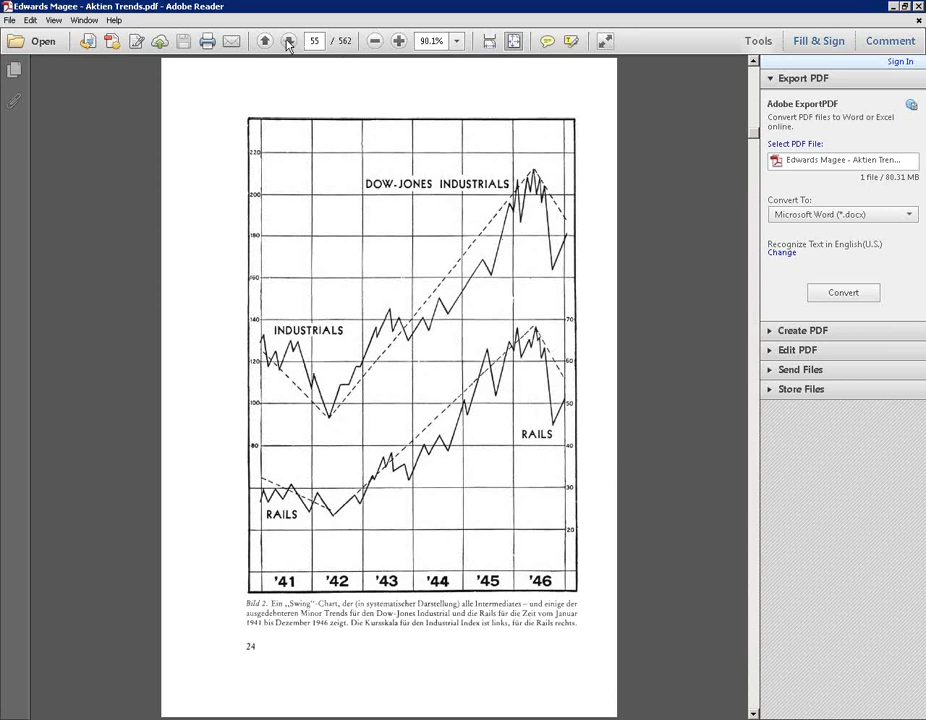 Edwards Magee - Aktien Trends.pdf - Adobe Reader
File Edit View Window Help
Open 55 / 562 90.1% Tools Fill & Sign Comment
Sign In
Export PDF
Adobe ExportPDF
Convert PDF files to Word or Excel
online.
Select PDF File:
Edwards Magee - Aktien Tren...
1 file / 80.31 MB
Convert To:
Microsoft Word (*.docx)
Recognize Text in English(U.S.)
Change
Convert
Create PDF
Edit PDF
Send Files
Store Files
220
DOW-JONES INDUSTRIALS
200
180
160
INDUSTRIALS
140 70
120 60
100 50
RAILS
80 40
30
RAILS
20
'41 '42 '43 '44 '45 '46
Bild 2. Ein „Swing"-Chart, der (in systematischer Darstellung) alle Intermediates – und einige der
ausgedehnteren Minor Trends für den Dow-Jones Industrial und die Rails für die Zeit vom Januar
1941 bis Dezember 1946 zeigt. Die Kursskala für den Industrial Index ist links, für die Rails rechts.
24